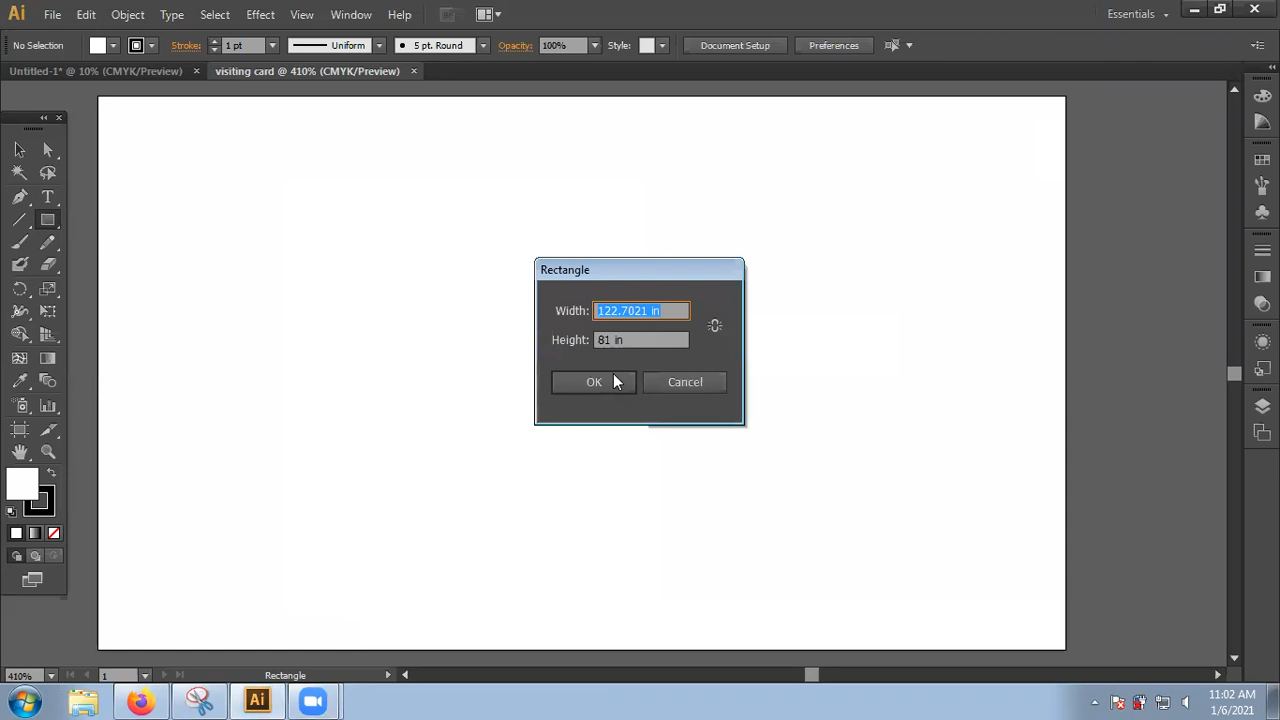 Ai File Edit Object Type Select Effect View Window Help Essentials
No Selection Stroke: 1 pt Uniform 5 pt. Round Opacity: 100% Style: Document Setup Preferences
Untitled-1* @ 10% (CMYK/Preview) × visiting card @ 410% (CMYK/Preview) ×
Rectangle
Width: 122.7021 in
Height: 81 in
OK Cancel
410% 1 Rectangle
Ai
11:02 AM
1/6/2021